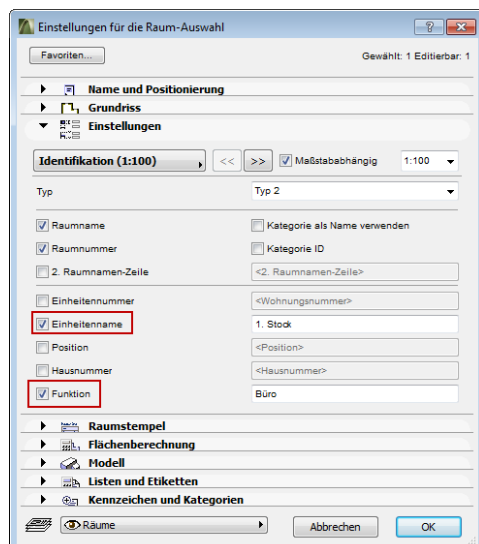 Einstellungen für die Raum-Auswahl
Favoriten... Gewählt: 1 Editierbar: 1
Name und Positionierung
Grundriss
Einstellungen
Identifikation (1:100) << >> Maßstababhängig 1:100
Typ Typ 2
Raumname Kategorie als Name verwenden
Raumnummer Kategorie ID
2. Raumnamen-Zeile <2. Raumnamen-Zeile>
Einheitennummer <Wohnungsnummer>
Einheitenname 1. Stock
Position <Position>
Hausnummer <Hausnummer>
Funktion Büro
Raumstempel
Flächenberechnung
Modell
Listen und Etiketten
Kennzeichen und Kategorien
Räume Abbrechen OK